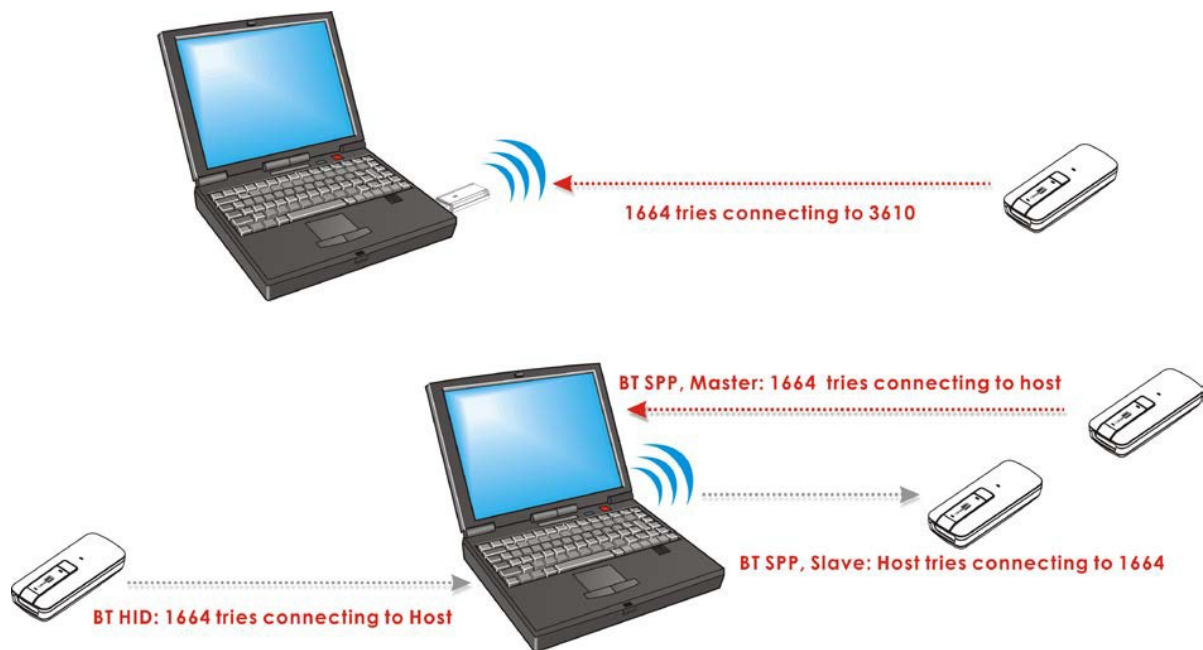 1664 tries connecting to 3610
BT SPP, Master: 1664 tries connecting to host
BT SPP, Slave: Host tries connecting to 1664
BT HID: 1664 tries connecting to Host